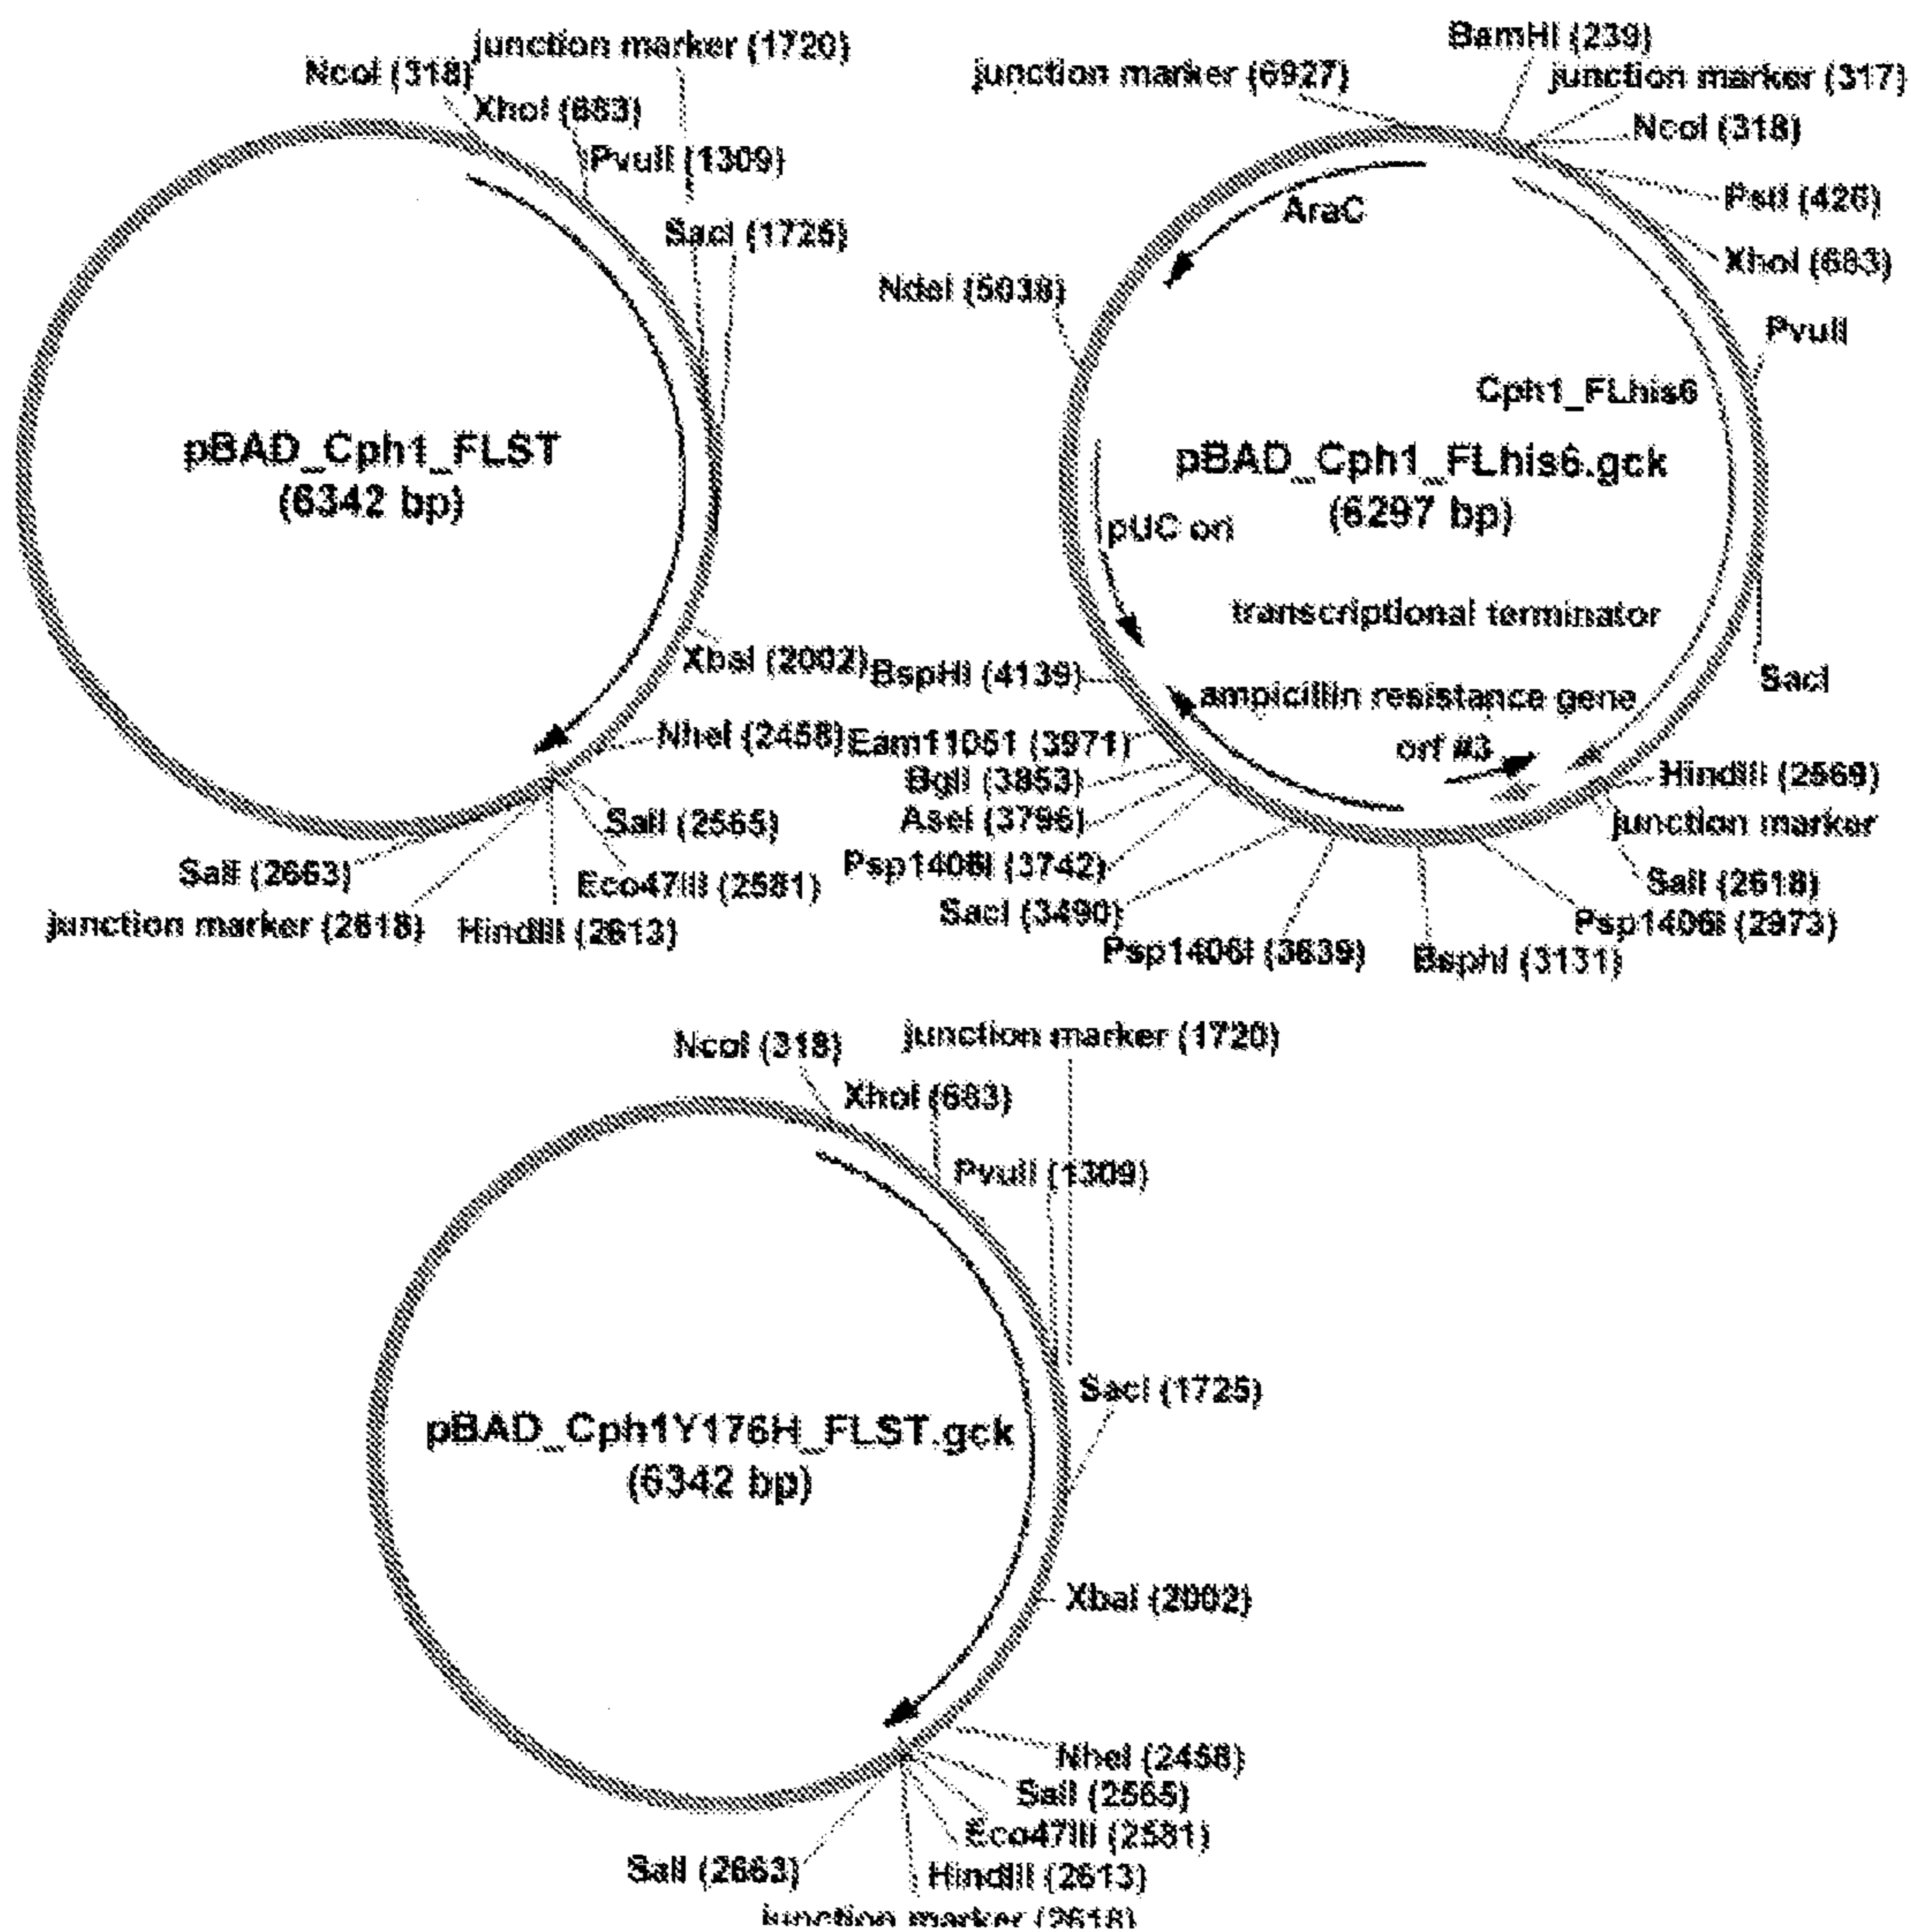 junction marker (1720)
NcoI (318)
XhoI (683)
PvuII (1309)
SacI (1725)
pBAD_Cph1_FLST
(6342 bp)
XbaI (2002)
NheI (2458)
SalI (2565)
Eco47III (2581)
HindIII (2613)
junction marker (2618)
SalI (2663)
BamHI (239)
junction marker (6927)
junction marker (317)
NcoI (318)
PstI (426)
XhoI (683)
PvuII
AraC
NdeI (5038)
Cph1_FLhis6
pBAD_Cph1_FLhis6.gck
(6297 bp)
pUC ori
transcriptional terminator
SacI
BspHI (4139)
ampicillin resistance gene
orf #3
Eam11051 (3971)
BglI (3853)
AseI (3796)
Psp1406I (3742)
SacI (3490)
Psp1406I (3639)
BsphI (3131)
Psp1406I (2973)
SalI (2618)
junction marker
HindIII (2569)
NcoI (318)
junction marker (1720)
XhoI (683)
PvuII (1309)
SacI (1725)
pBAD_Cph1Y176H_FLST.gck
(6342 bp)
XbaI (2002)
NheI (2458)
SalI (2565)
Eco47III (2581)
HindIII (2613)
SalI (2663)
junction marker (2618)